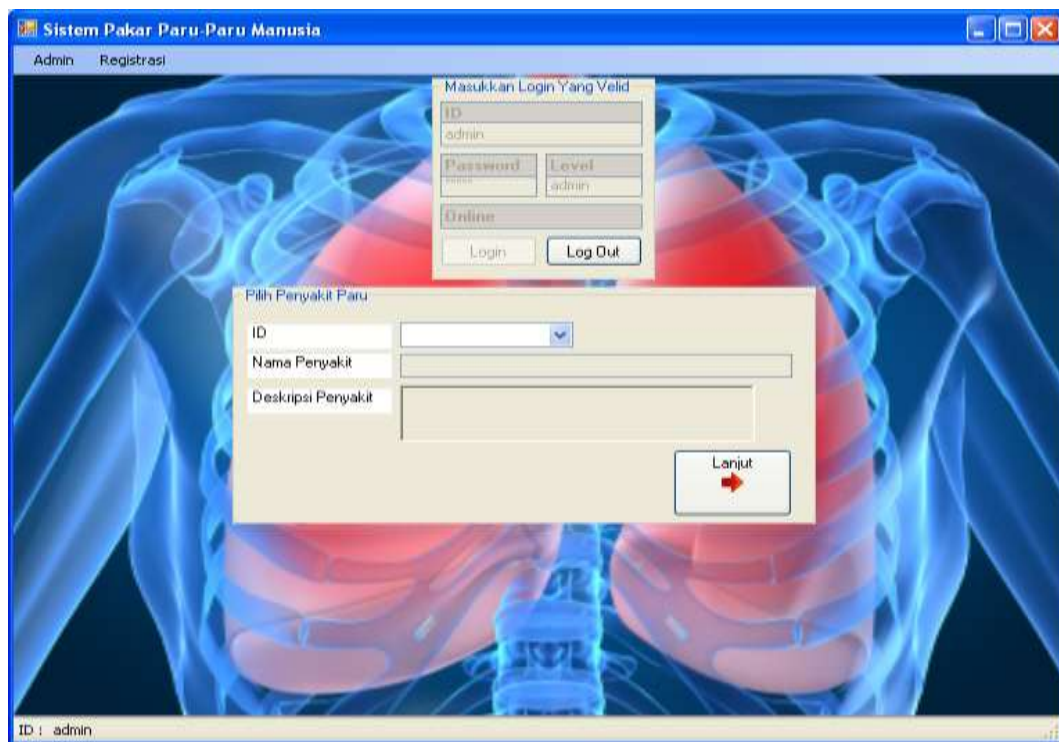 Sistem Pakar Paru-Paru Manusia
Admin Registrasi
Masukkan Login Yang Velid
ID
admin
Password Level
***** admin
Online
Login Log Out
Pilih Penyakit Paru
ID
Nama Penyakit
Deskripsi Penyakit
Lanjut
ID : admin